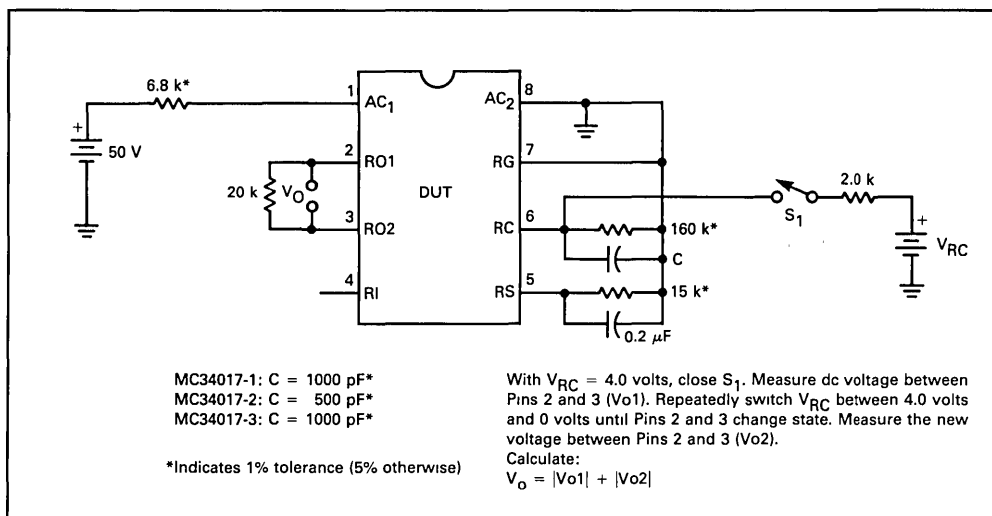 6.8 k*
1
AC1
AC2
8
+
50 V
2
RO1
RG
7
20 k
VO
DUT
S1
2.0 k
3
RO2
RC
6
160 k*
+
VRC
C
4
RI
RS
5
15 k*
0.2 μF
MC34017-1: C = 1000 pF*
MC34017-2: C = 500 pF*
MC34017-3: C = 1000 pF*
*Indicates 1% tolerance (5% otherwise)
With VRC = 4.0 volts, close S1. Measure dc voltage between
Pins 2 and 3 (Vo1). Repeatedly switch VRC between 4.0 volts
and 0 volts until Pins 2 and 3 change state. Measure the new
voltage between Pins 2 and 3 (Vo2).
Calculate:
Vo = |Vo1| + |Vo2|